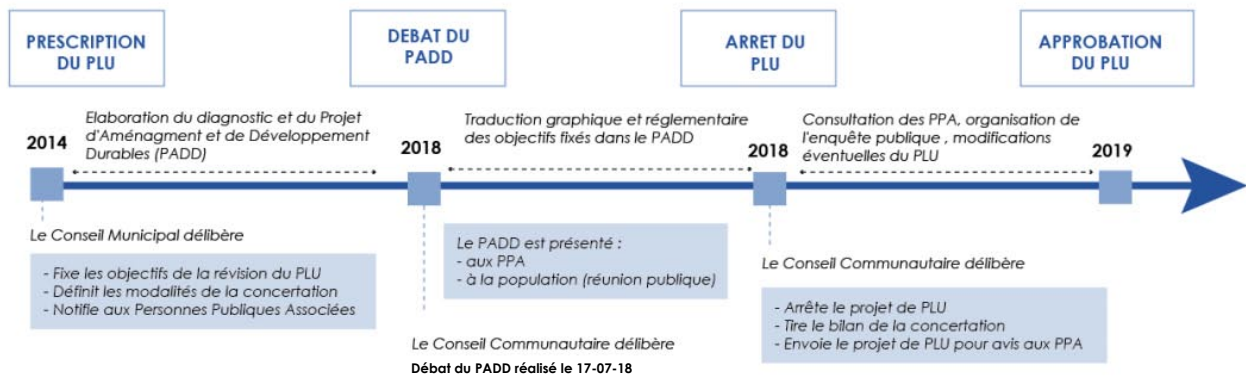 PRESCRIPTION
DU PLU
DEBAT DU
PADD
ARRET DU
PLU
APPROBATION
DU PLU
2014
Elaboration du diagnostic et du Projet
d'Aménagment et de Développement
Durables (PADD)
2018
Traduction graphique et réglementaire
des objectifs fixés dans le PADD
2018
Consultation des PPA, organisation de
l'enquête publique , modifications
éventuelles du PLU
2019
Le Conseil Municipal délibère
- Fixe les objectifs de la révision du PLU
- Définit les modalités de la concertation
- Notifie aux Personnes Publiques Associées
Le PADD est présenté :
- aux PPA
- à la population (réunion publique)
Le Conseil Communautaire délibère
Débat du PADD réalisé le 17-07-18
Le Conseil Communautaire délibère
- Arrête le projet de PLU
- Tire le bilan de la concertation
- Envoie le projet de PLU pour avis aux PPA